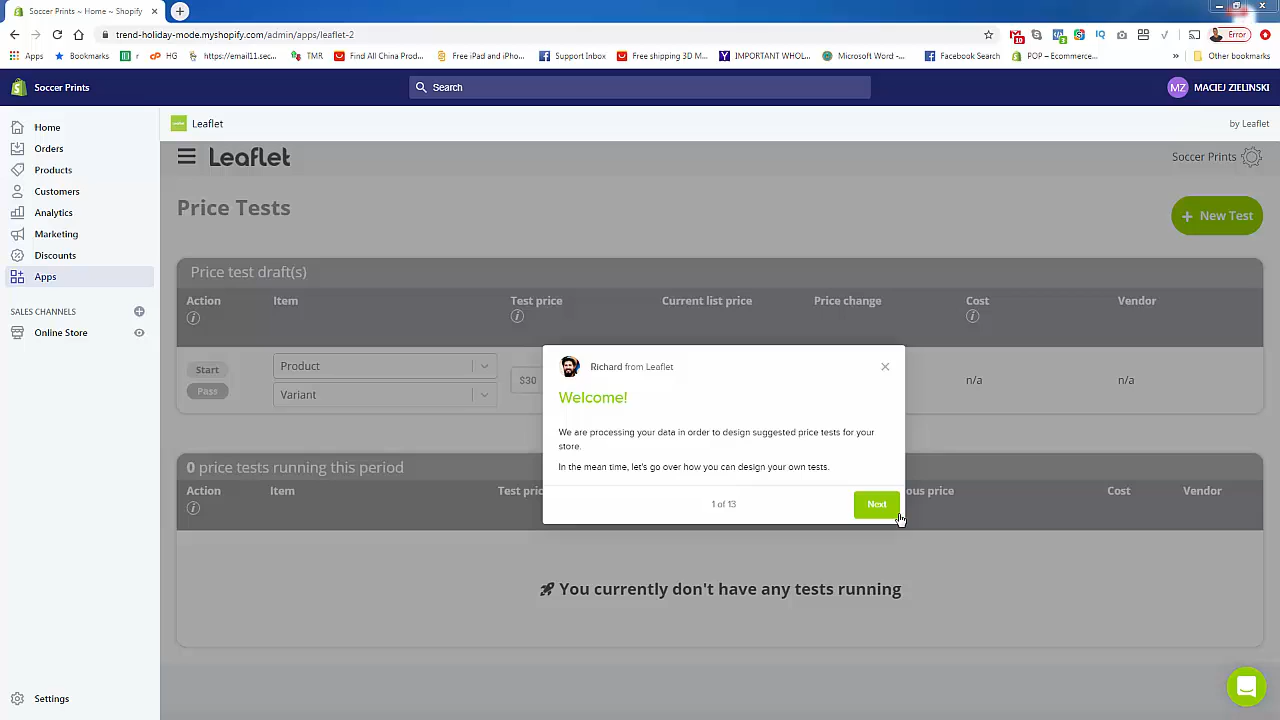 Soccer Prints ~ Home ~ Shopify
trend-holiday-mode.myshopify.com/admin/apps/leaflet-2
Error
Apps
Bookmarks
r
HG
https://email11.sec...
TMR
Find All China Prod...
Free iPad and iPho...
Support Inbox
Free shipping 3D M...
IMPORTANT WHOL...
Microsoft Word -...
Facebook Search
POP – Ecommerce...
»
Other bookmarks
Soccer Prints
Search
MZ
MACIEJ ZIELINSKI
Home
Orders
Products
Customers
Analytics
Marketing
Discounts
Apps
SALES CHANNELS
Online Store
Settings
Leaflet
by Leaflet
Leaflet
Soccer Prints
Price Tests
+ New Test
Price test draft(s)
Action
Item
Test price
Current list price
Price change
Cost
Vendor
Start
Pass
Product
Variant
$30
n/a
n/a
Richard from Leaflet
Welcome!
We are processing your data in order to design suggested price tests for your
store.
In the mean time, let's go over how you can design your own tests.
1 of 13
Next
0 price tests running this period
Action
Item
Cost
Vendor
You currently don't have any tests running